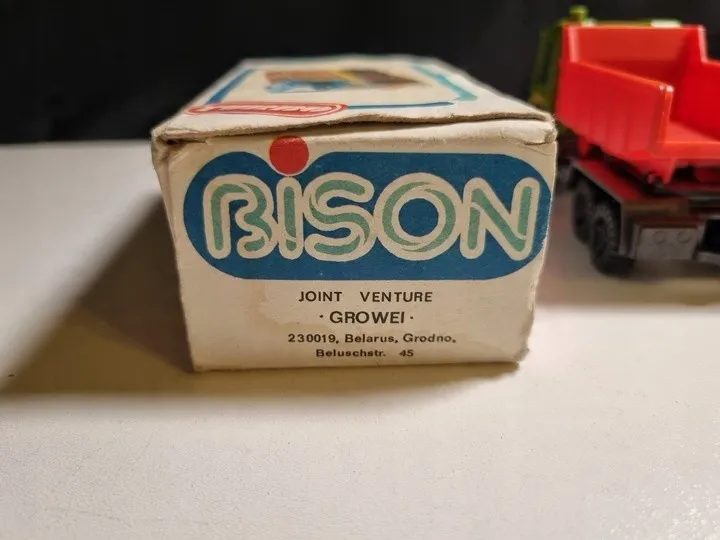 BiSON
JOINT VENTURE
· GROWEI ·
230019, Belarus, Grodno,
Beluschstr. 45